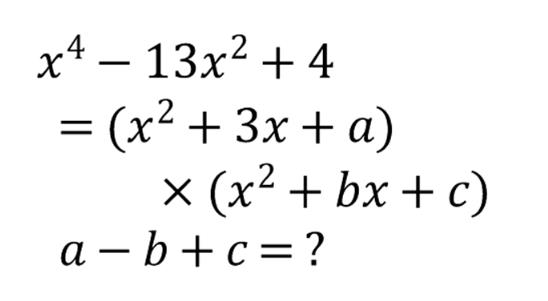 x⁴ − 13x² + 4
= (x² + 3x + a)
× (x² + bx + c)
a − b + c = ?